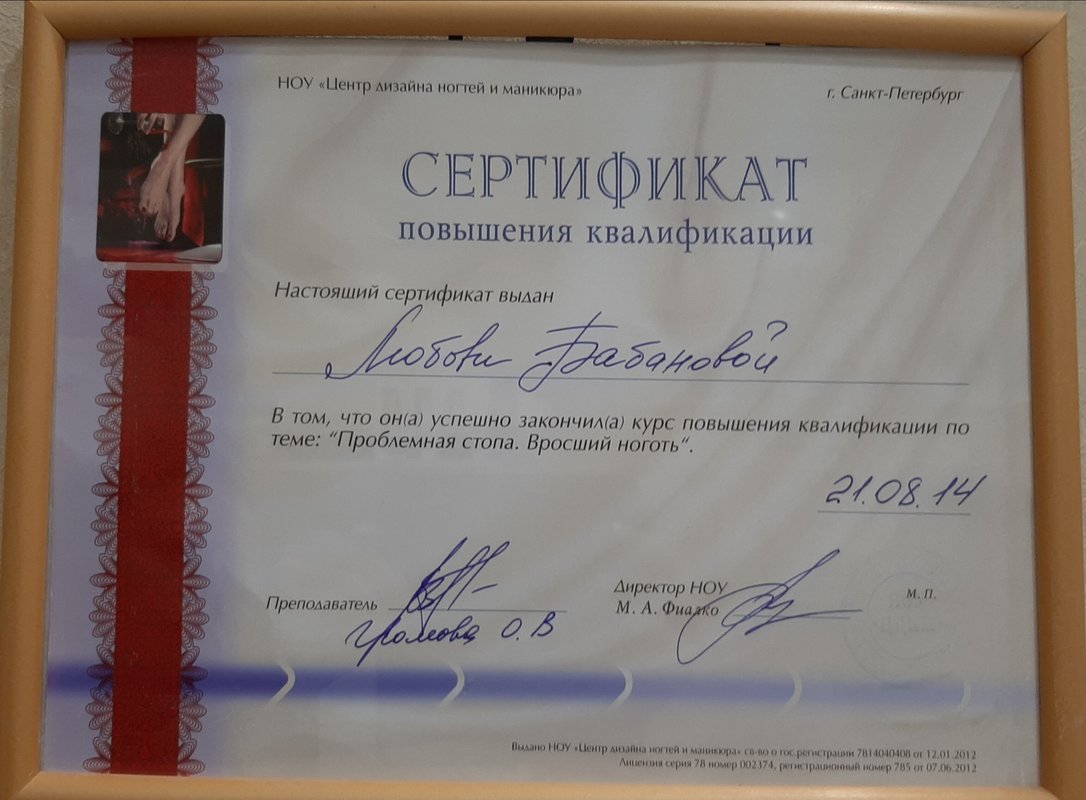 НОУ «Центр дизайна ногтей и маникюра»
г. Санкт-Петербург
СЕРТИФИКАТ
повышения квалификации
Настоящий сертификат выдан
Любови Бабановой
В том, что он(а) успешно закончил(а) курс повышения квалификации по
теме: “Проблемная стопа. Вросший ноготь“.
21.08.14
Преподаватель
Громова О.В
Директор НОУ
М. А. Фиалко
М. П.
Выдано НОУ «Центр дизайна ногтей и маникюра» св-во о гос.регистрации 7814040408 от 12.01.2012
Лицензия серия 78 номер 002374, регистрационный номер 785 от 07.06.2012